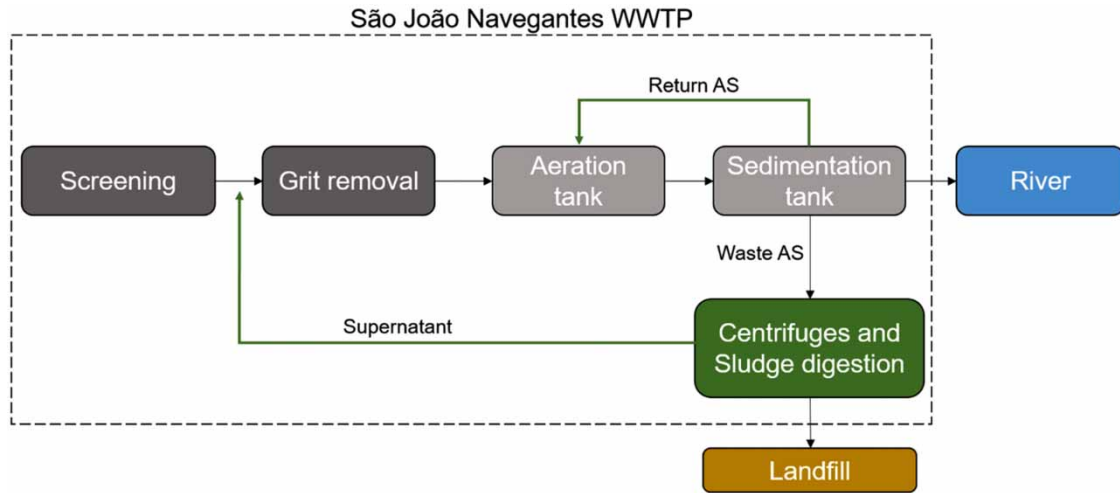 São João Navegantes WWTP
Return AS
Screening
Grit removal
Aeration
tank
Sedimentation
tank
River
Waste AS
Supernatant
Centrifuges and
Sludge digestion
Landfill